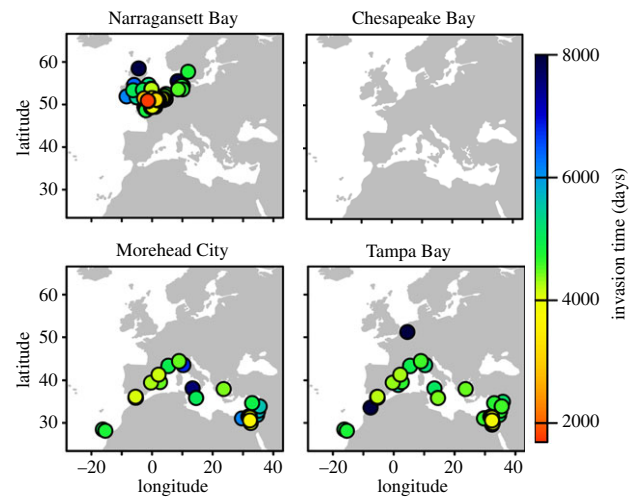 Narragansett Bay
Chesapeake Bay
60
50
40
30
latitude
Morehead City
Tampa Bay
60
50
40
30
latitude
−20 0 20 40
longitude
−20 0 20 40
longitude
8000
6000
4000
2000
invasion time (days)